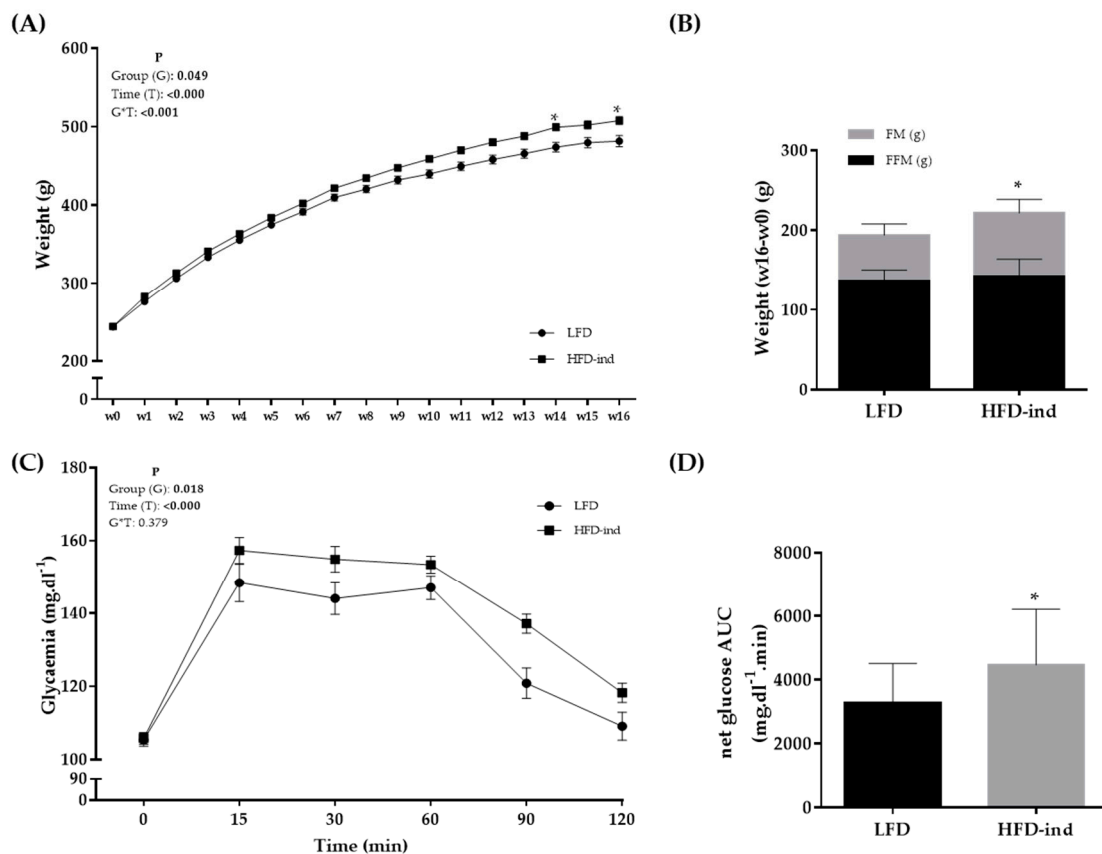 (A)
P
Group (G): 0.049
Time (T): <0.000
G*T: <0.001
Weight (g)
600
500
400
300
200
0
* *
LFD
HFD-ind
w0 w1 w2 w3 w4 w5 w6 w7 w8 w9 w10 w11 w12 w13 w14 w15 w16
(B)
FM (g)
FFM (g)
Weight (w16-w0) (g)
300
200
100
0
*
LFD HFD-ind
(C)
P
Group (G): 0.018
Time (T): <0.000
G*T: 0.379
Glycaemia (mg.dl-1)
180
160
140
120
100
90
0
LFD
HFD-ind
0 15 30 60 90 120
Time (min)
(D)
net glucose AUC
(mg.dl-1.min)
8000
6000
4000
2000
0
*
LFD HFD-ind